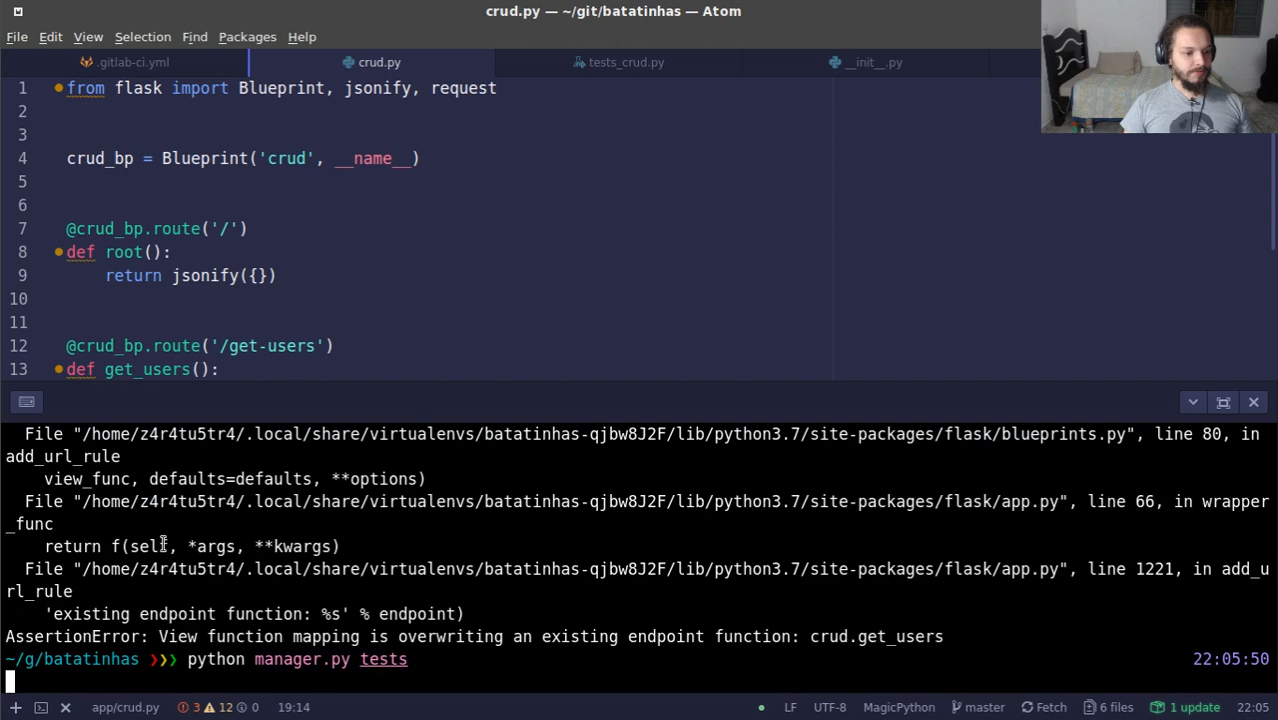 crud.py — ~/git/batatinhas — Atom
File Edit View Selection Find Packages Help
.gitlab-ci.yml crud.py tests_crud.py __init__.py
1 from flask import Blueprint, jsonify, request
2
3
4 crud_bp = Blueprint('crud', __name__)
5
6
7 @crud_bp.route('/')
8 def root():
9 return jsonify({})
10
11
12 @crud_bp.route('/get-users')
13 def get_users():
File "/home/z4r4tu5tr4/.local/share/virtualenvs/batatinhas-qjbw8J2F/lib/python3.7/site-packages/flask/blueprints.py", line 80, in
add_url_rule
view_func, defaults=defaults, **options)
File "/home/z4r4tu5tr4/.local/share/virtualenvs/batatinhas-qjbw8J2F/lib/python3.7/site-packages/flask/app.py", line 66, in wrapper
_func
return f(self, *args, **kwargs)
File "/home/z4r4tu5tr4/.local/share/virtualenvs/batatinhas-qjbw8J2F/lib/python3.7/site-packages/flask/app.py", line 1221, in add_u
rl_rule
'existing endpoint function: %s' % endpoint)
AssertionError: View function mapping is overwriting an existing endpoint function: crud.get_users
~/g/batatinhas ❯❯❯ python manager.py tests 22:05:50
app/crud.py 3 12 0 19:14 LF UTF-8 MagicPython master Fetch 6 files 1 update 22:05